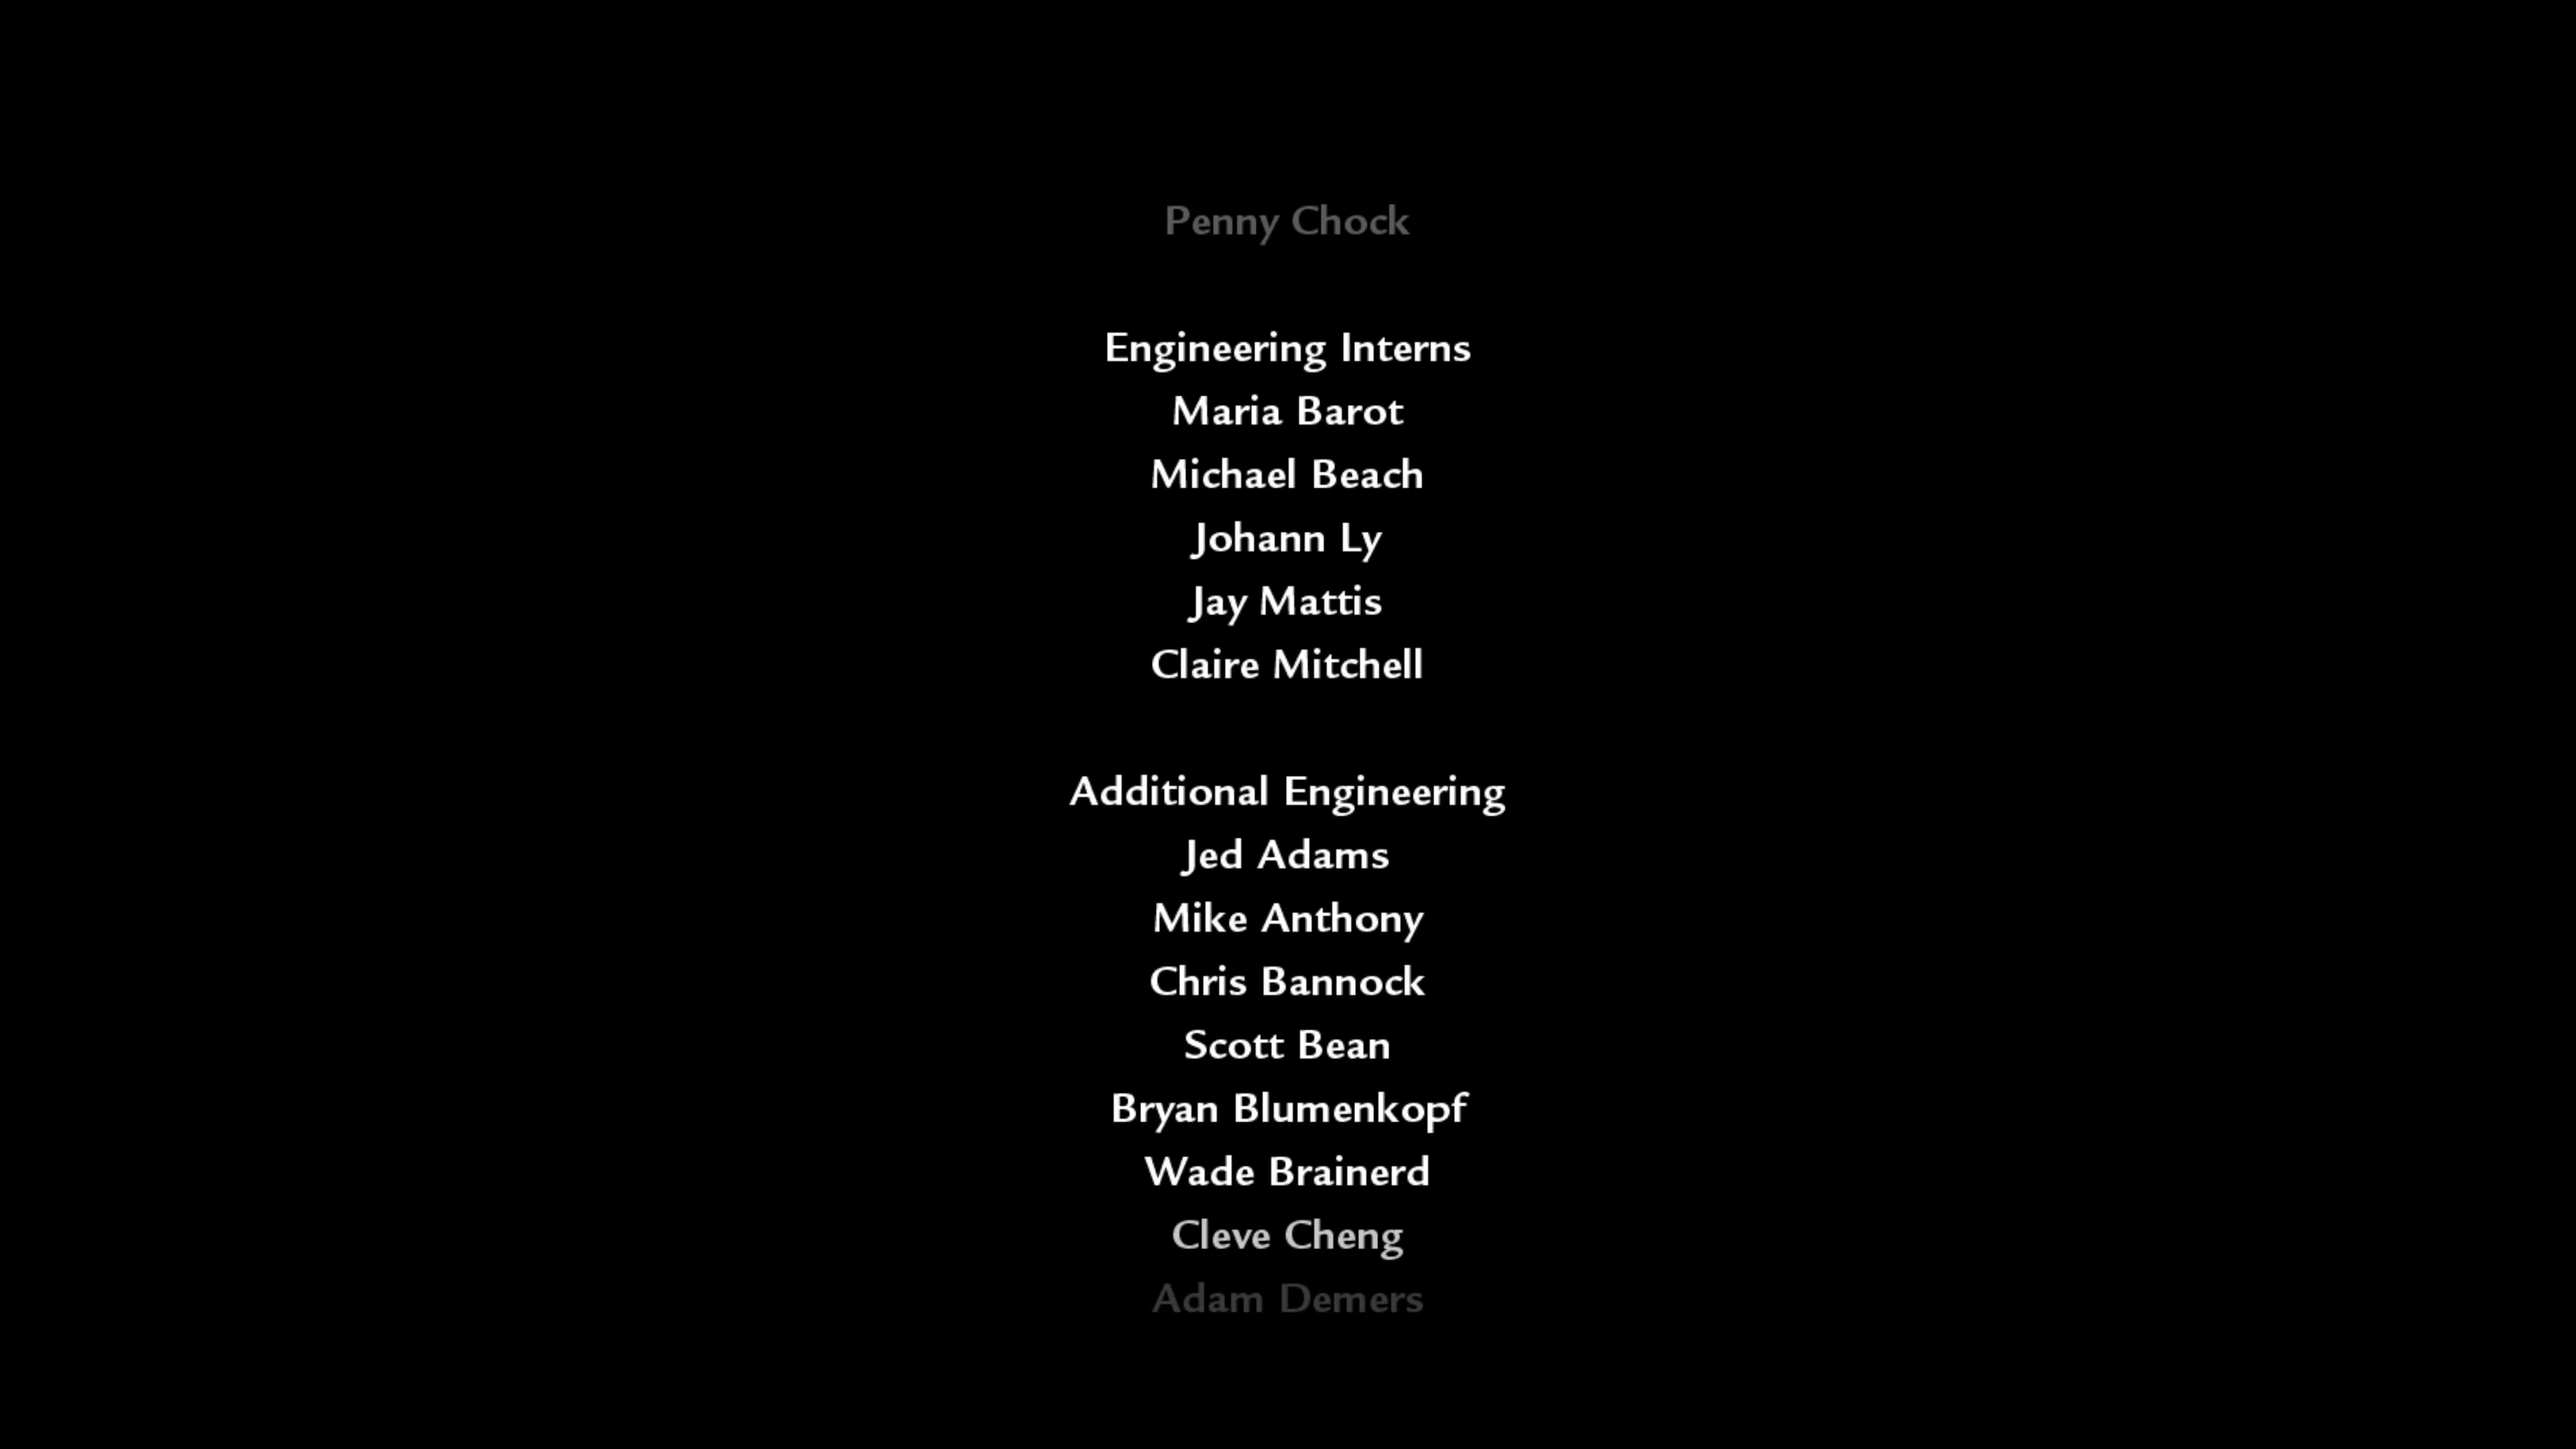 Penny Chock
Engineering Interns
Maria Barot
Michael Beach
Johann Ly
Jay Mattis
Claire Mitchell
Additional Engineering
Jed Adams
Mike Anthony
Chris Bannock
Scott Bean
Bryan Blumenkopf
Wade Brainerd
Cleve Cheng
Adam Demers